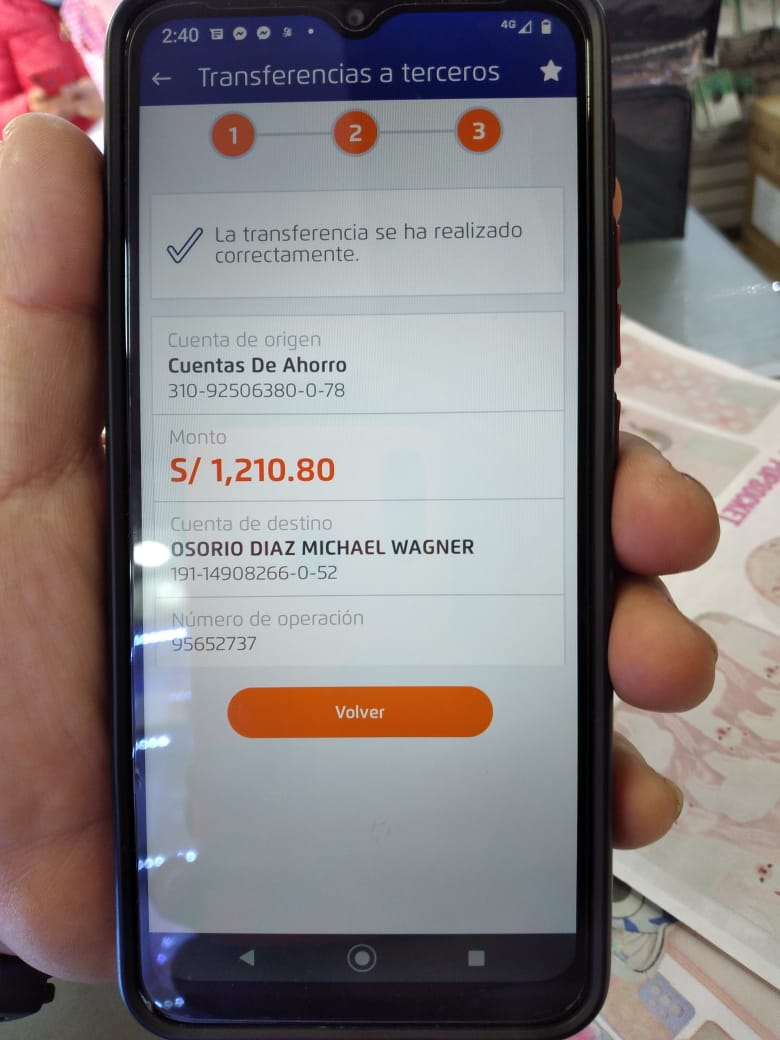 2:40
4G
Transferencias a terceros
1
2
3
La transferencia se ha realizado
correctamente.
Cuenta de origen
Cuentas De Ahorro
310-92506380-0-78
Monto
S/ 1,210.80
Cuenta de destino
OSORIO DIAZ MICHAEL WAGNER
191-14908266-0-52
Número de operación
95652737
Volver
POPSOCKET